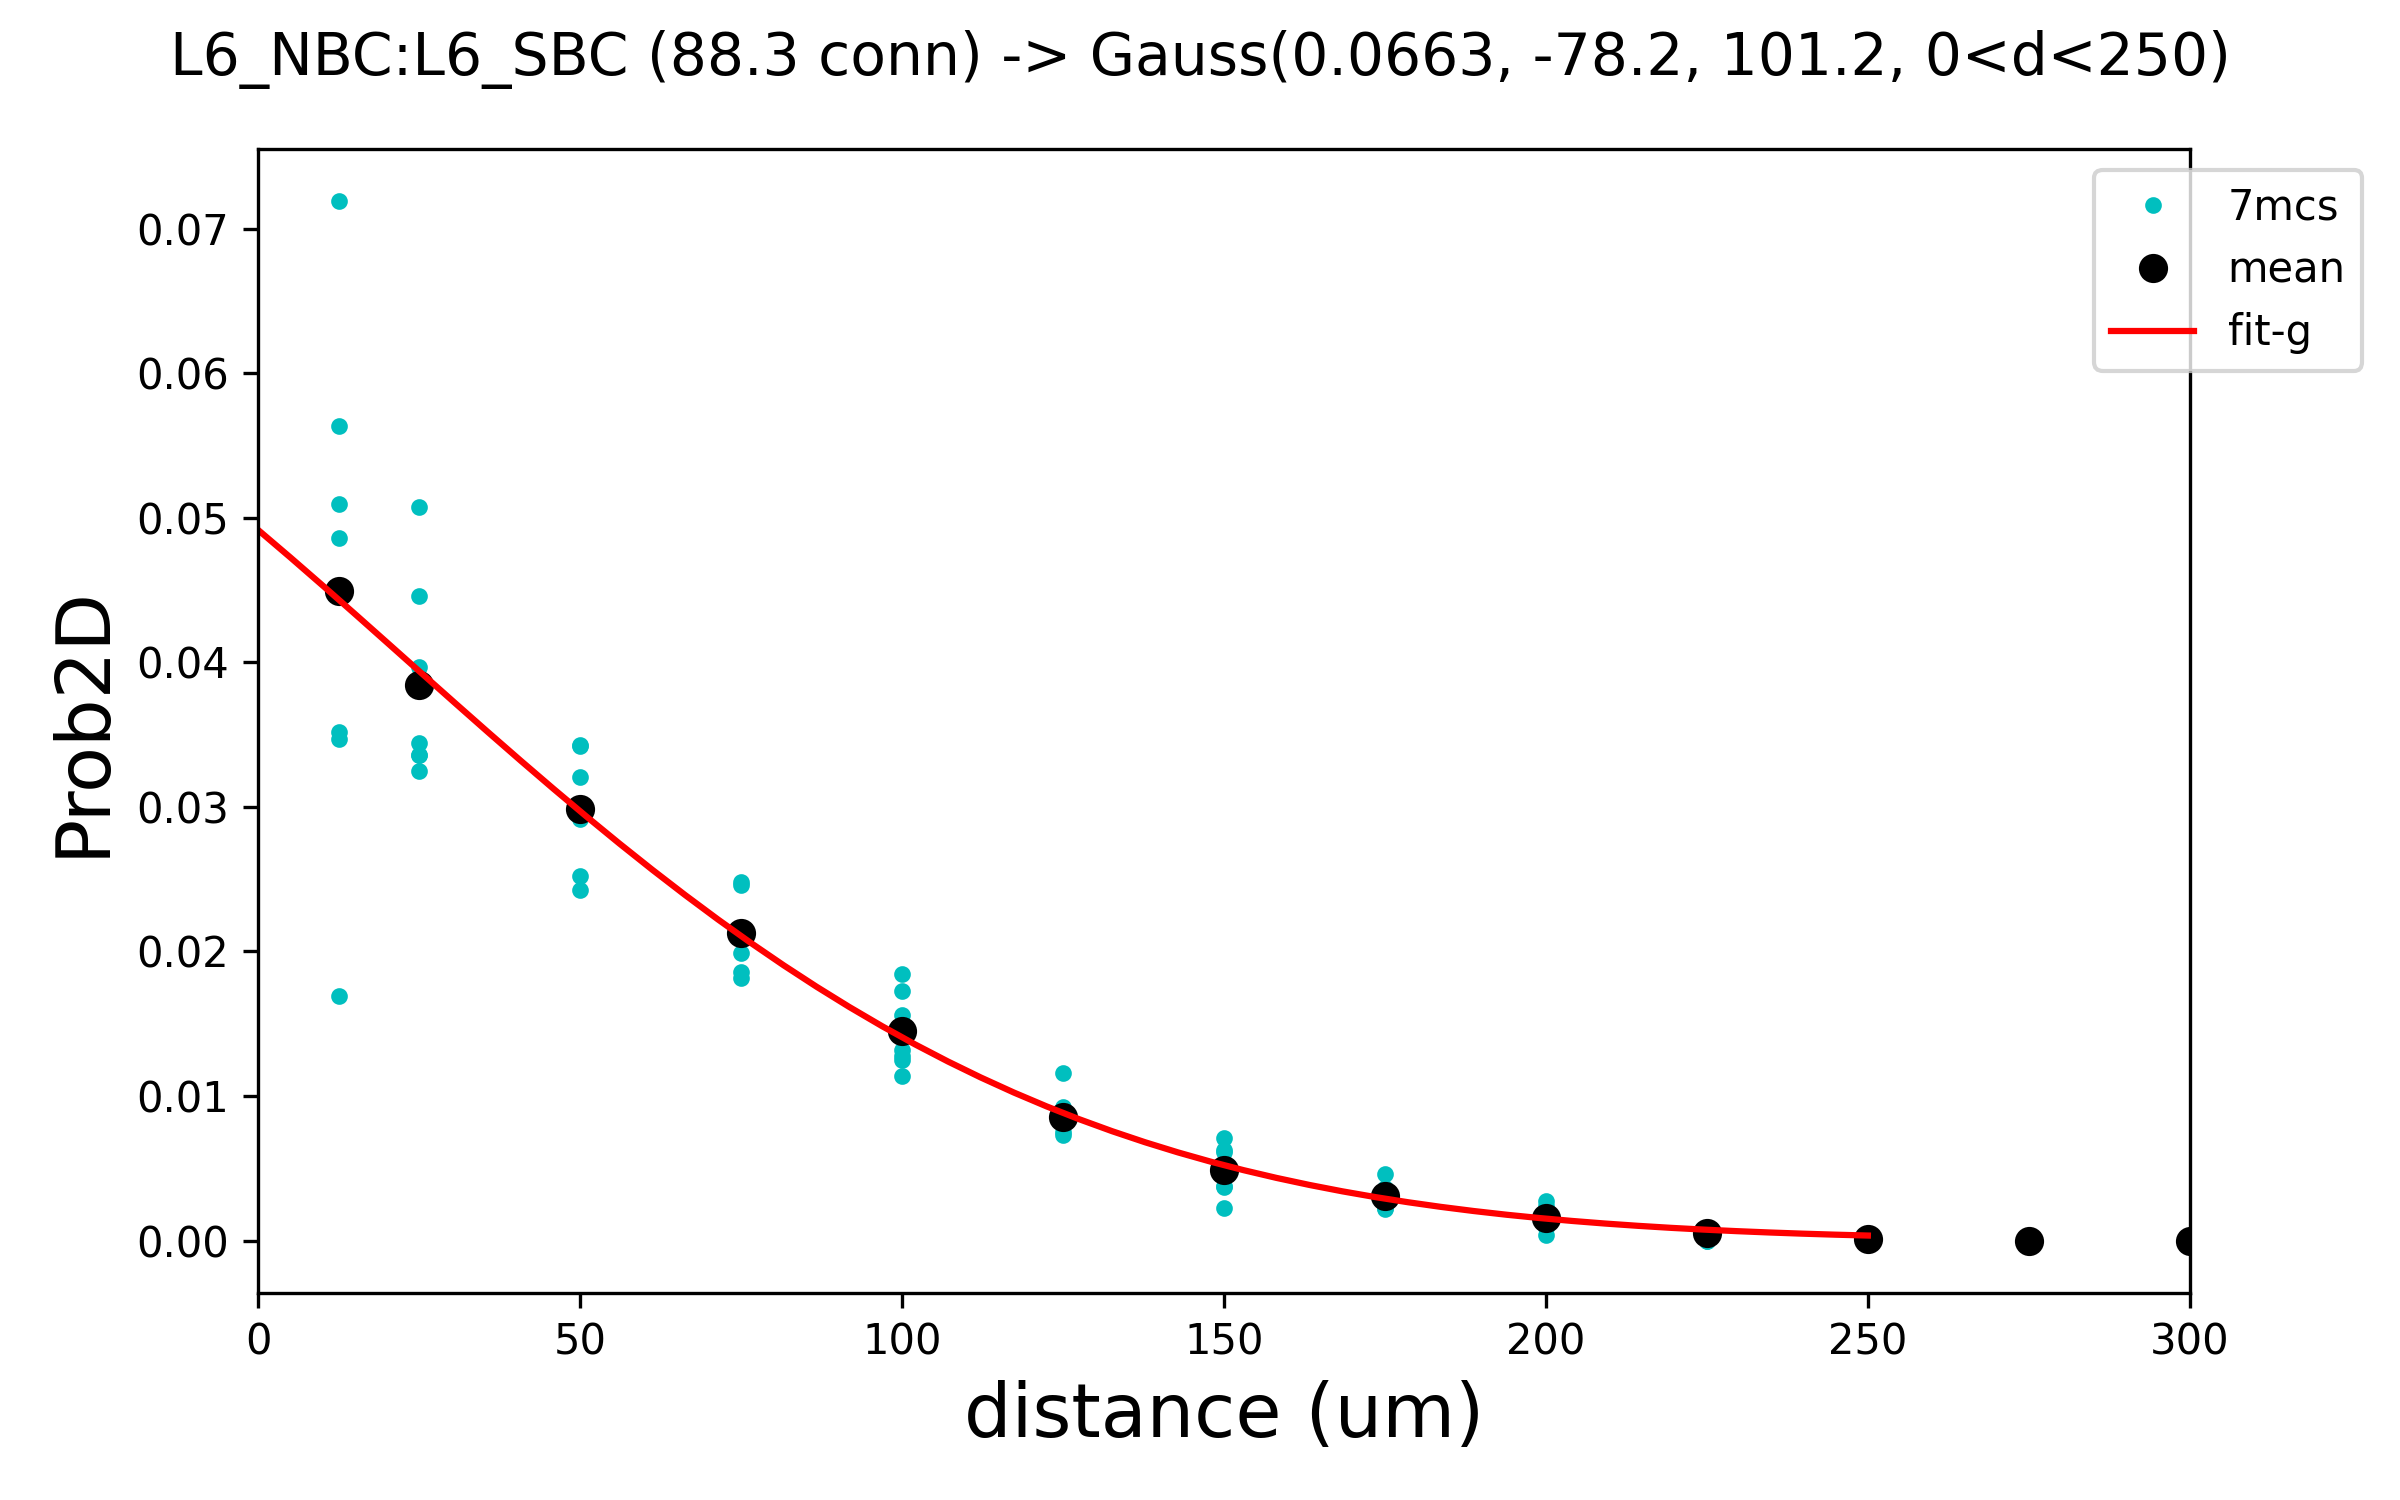 L6_NBC:L6_SBC (88.3 conn) -> Gauss(0.0663, -78.2, 101.2, 0<d<250)
7mcs
mean
fit-g
0.07
0.06
0.05
0.04
0.03
0.02
0.01
0.00
Prob2D
0 50 100 150 200 250 300
distance (um)